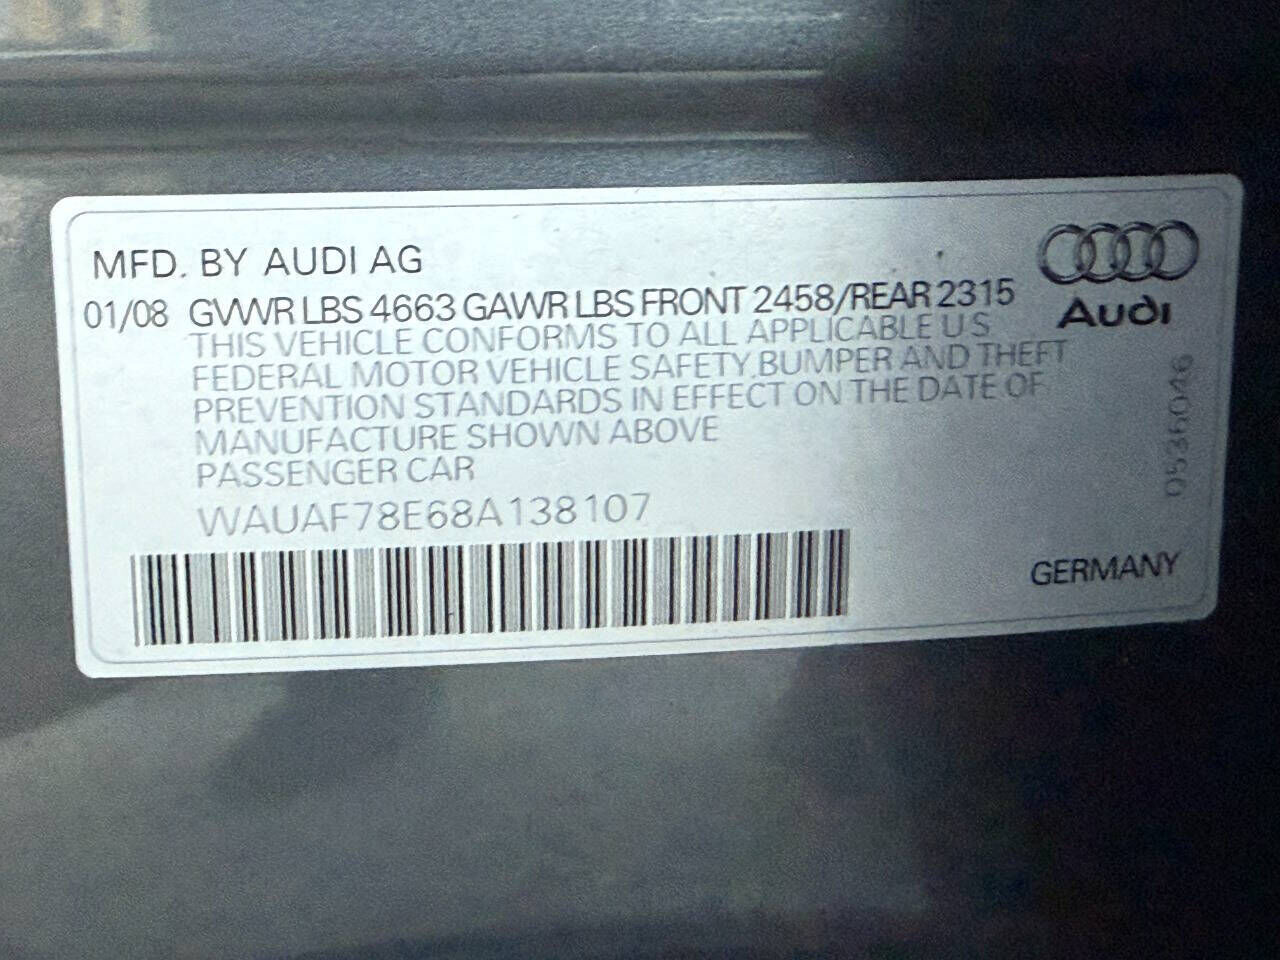 MFD. BY AUDI AG
01/08 GVWR LBS 4663 GAWR LBS FRONT 2458/REAR 2315
THIS VEHICLE CONFORMS TO ALL APPLICABLE U.S.
FEDERAL MOTOR VEHICLE SAFETY, BUMPER AND THEFT
PREVENTION STANDARDS IN EFFECT ON THE DATE OF
MANUFACTURE SHOWN ABOVE
PASSENGER CAR
WAUAF78E68A138107
Audi
0536046
GERMANY